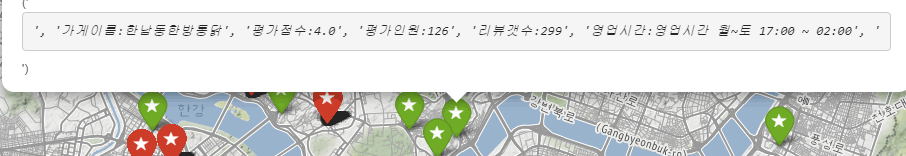 ('
', '가게이름:한남동한방통닭', '평가점수:4.0', '평가인원:126', '리뷰갯수:299', '영업시간:영업시간 월~토 17:00 ~ 02:00', '
')
한강
강변북로
(Gangbyeonbuk-ro)